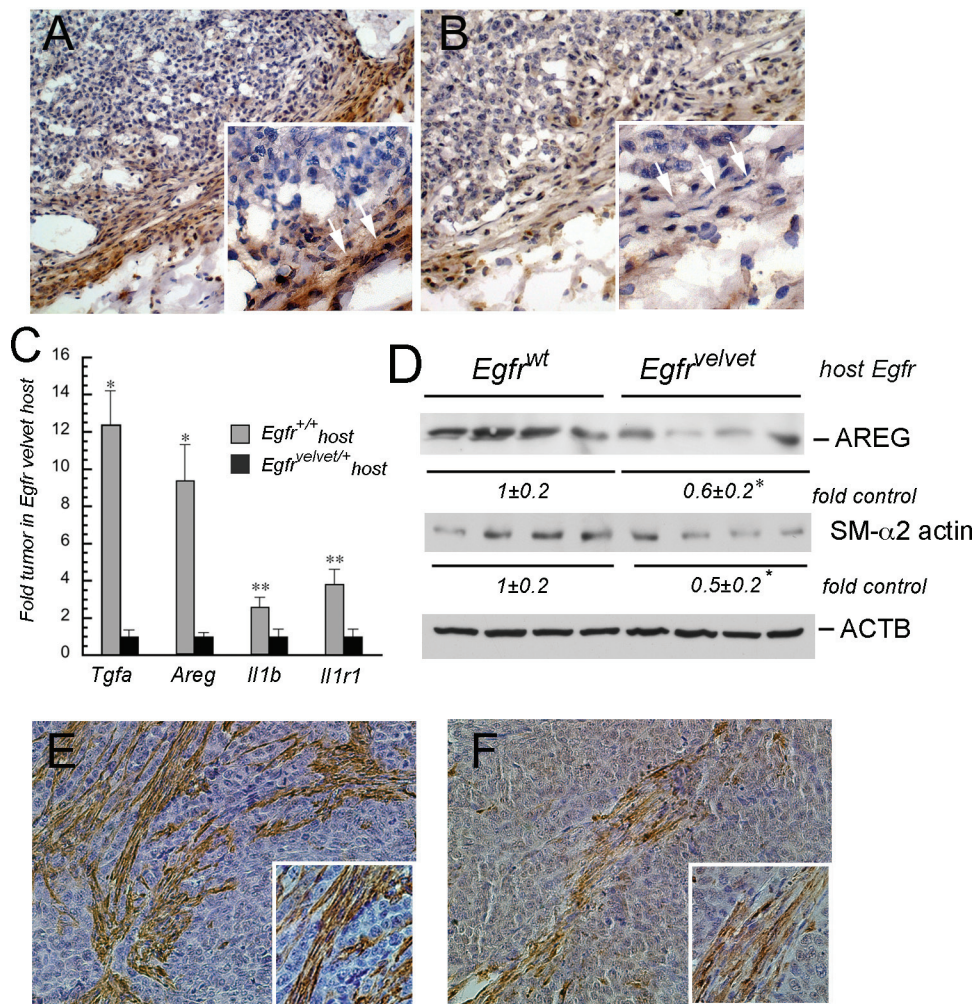 A
B
C
Fold tumor in Egfr velvet host
16
14
12
10
8
6
4
2
0
*
*
**
**
Egfr+/+ host
Egfrvelvet/+ host
Tgfa Areg Il1b Il1r1
D
Egfrwt Egfrvelvet host Egfr
– AREG
1±0.2 0.6±0.2* fold control
SM-α2 actin
1±0.2 0.5±0.2* fold control
– ACTB
E
F